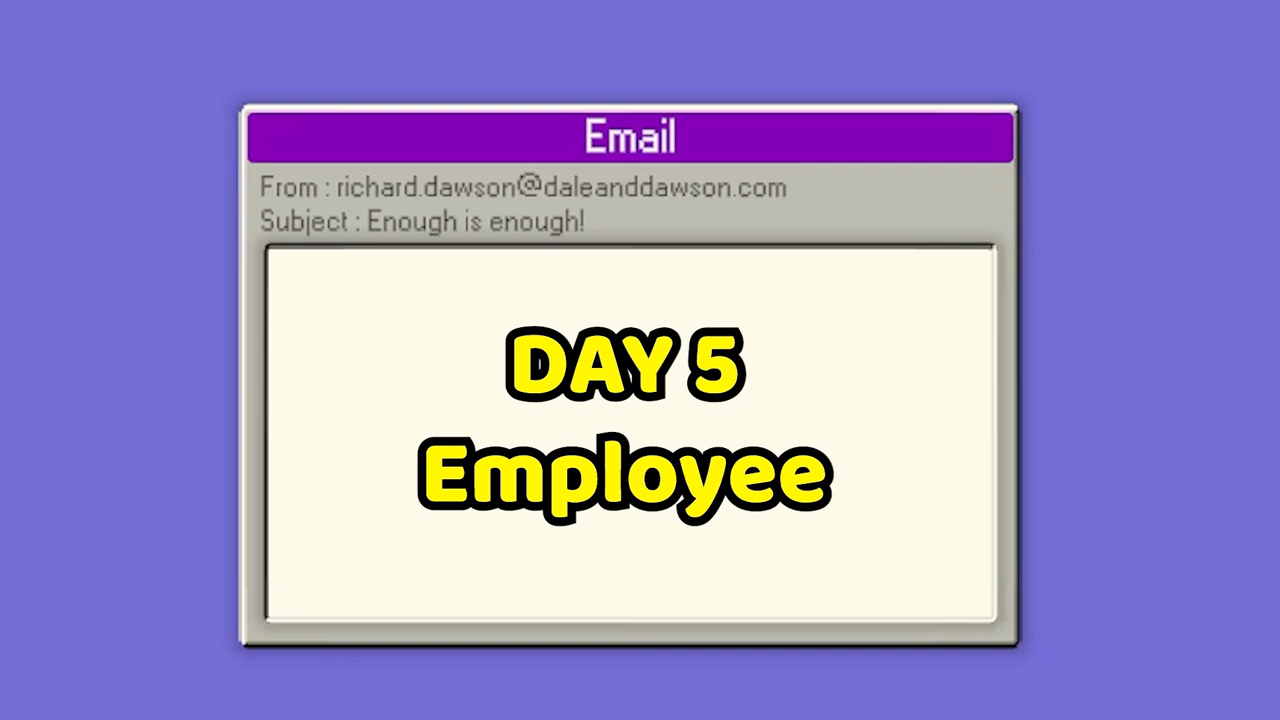 Email
From : richard.dawson@daleanddawson.com
Subject : Enough is enough!
DAY 5
Employee